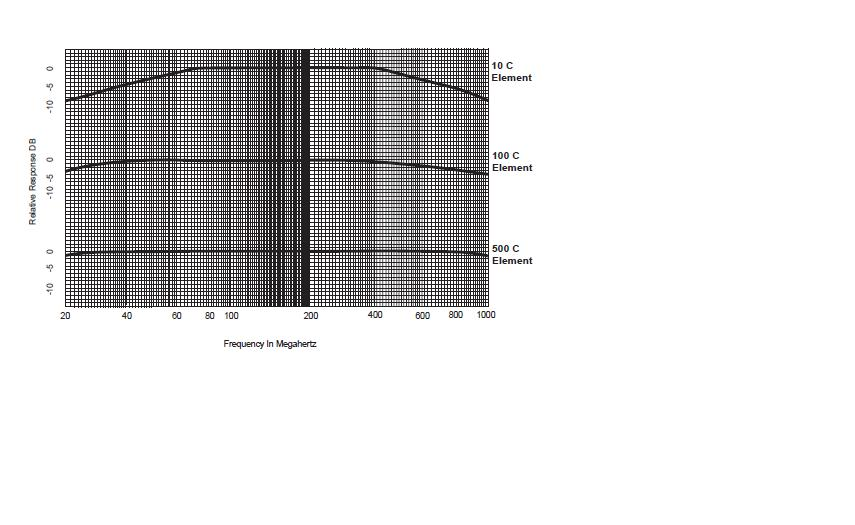 Relative Response DB
0
-5
-10
0
-5
-10
0
-5
-10
10 C
Element
100 C
Element
500 C
Element
20 40 60 80 100 200 400 600 800 1000
Frequency In Megahertz